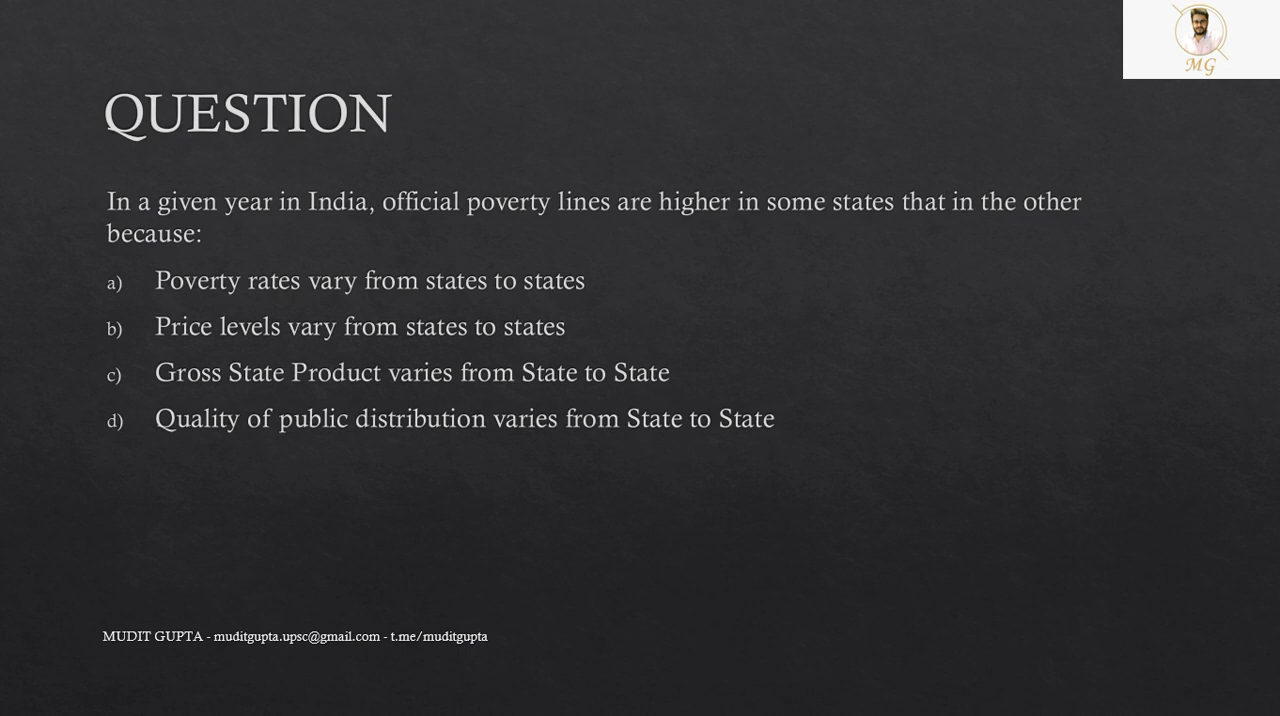 MG
QUESTION
In a given year in India, official poverty lines are higher in some states that in the other
because:
a) Poverty rates vary from states to states
b) Price levels vary from states to states
c) Gross State Product varies from State to State
d) Quality of public distribution varies from State to State
MUDIT GUPTA - muditgupta.upsc@gmail.com - t.me/muditgupta